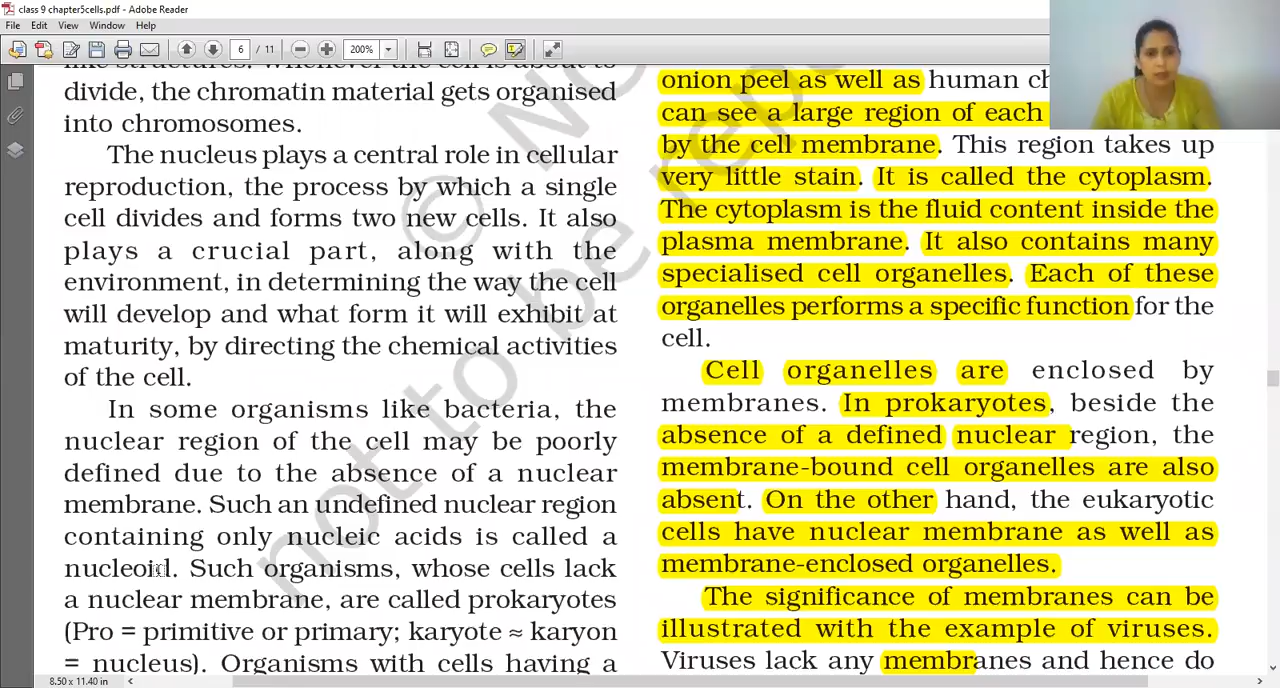 class 9 chapter5cells.pdf - Adobe Reader
File Edit View Window Help
6 / 11 200%
divide, the chromatin material gets organised
into chromosomes.
The nucleus plays a central role in cellular
reproduction, the process by which a single
cell divides and forms two new cells. It also
plays a crucial part, along with the
environment, in determining the way the cell
will develop and what form it will exhibit at
maturity, by directing the chemical activities
of the cell.
In some organisms like bacteria, the
nuclear region of the cell may be poorly
defined due to the absence of a nuclear
membrane. Such an undefined nuclear region
containing only nucleic acids is called a
nucleoid. Such organisms, whose cells lack
a nuclear membrane, are called prokaryotes
(Pro = primitive or primary; karyote ≈ karyon
= nucleus). Organisms with cells having a
onion peel as well as human
can see a large region of each
by the cell membrane. This region takes up
very little stain. It is called the cytoplasm.
The cytoplasm is the fluid content inside the
plasma membrane. It also contains many
specialised cell organelles. Each of these
organelles performs a specific function for the
cell.
Cell organelles are enclosed by
membranes. In prokaryotes, beside the
absence of a defined nuclear region, the
membrane-bound cell organelles are also
absent. On the other hand, the eukaryotic
cells have nuclear membrane as well as
membrane-enclosed organelles.
The significance of membranes can be
illustrated with the example of viruses.
Viruses lack any membranes and hence do
©
not to be
8.50 x 11.40 in